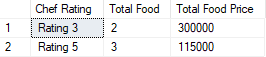 Chef Rating Total Food Total Food Price
1 Rating 3 2 300000
2 Rating 5 3 115000